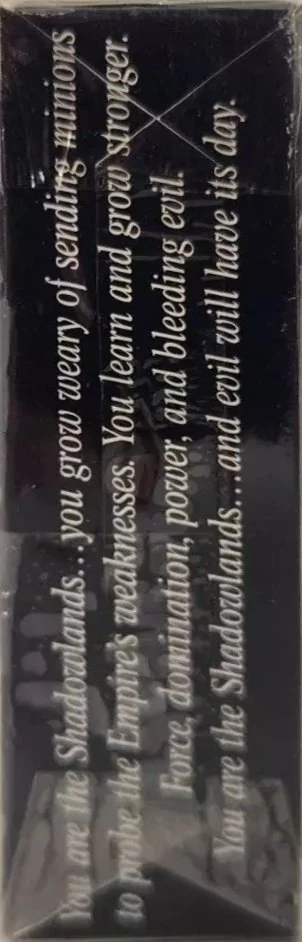 You are the Shadowlands...you grow weary of sending minions
to probe the Empire's weaknesses. You learn and grow stronger.
Force, domination, power, and bleeding evil.
You are the Shadowlands...and evil will have its day.